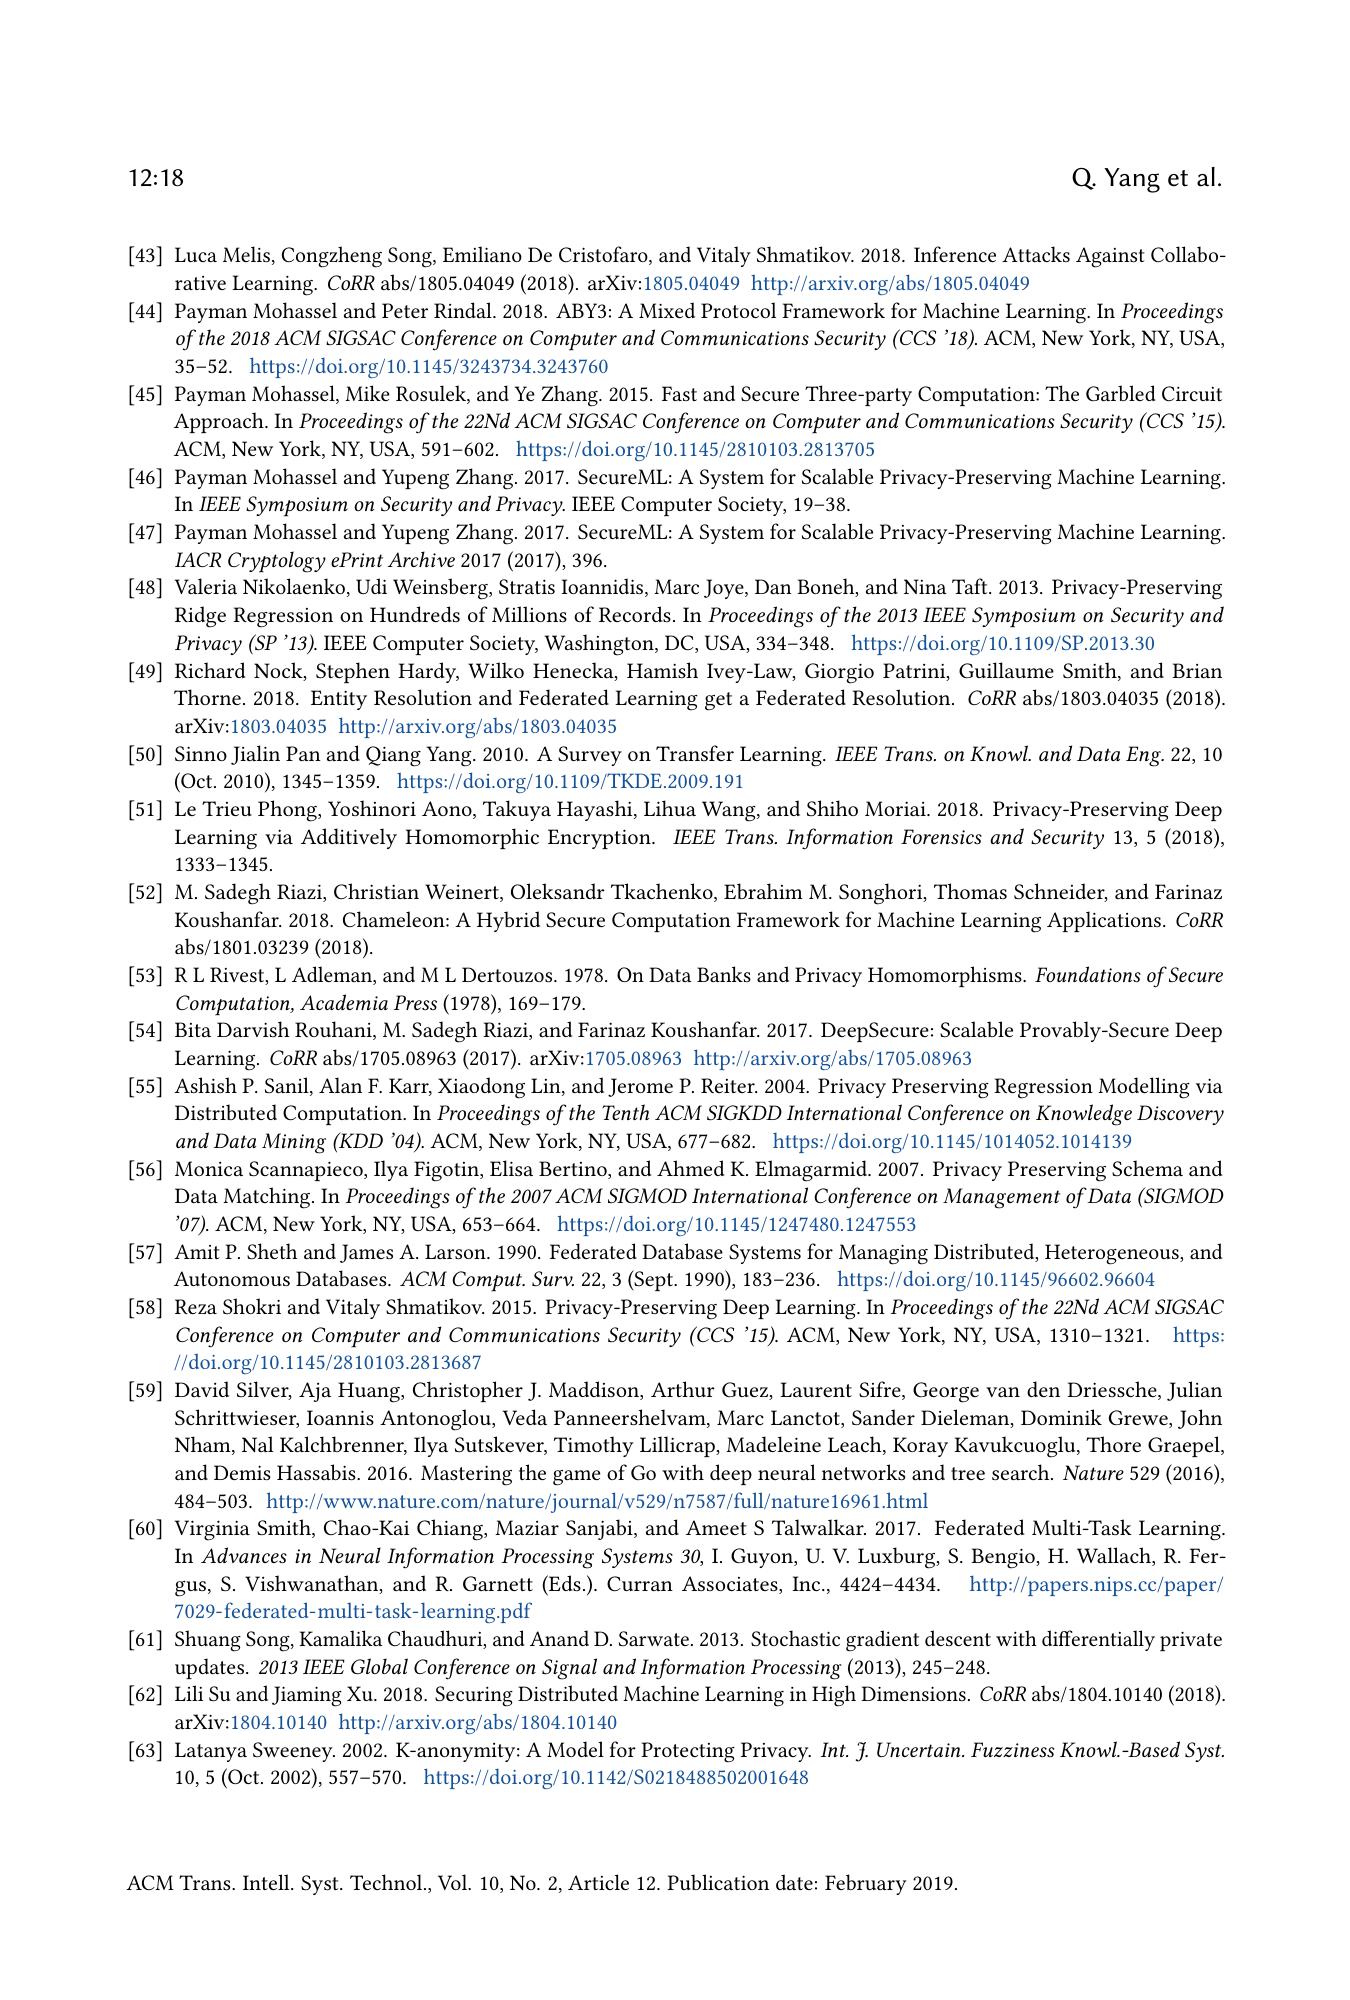 12:18 Q. Yang et al.
[43] Luca Melis, Congzheng Song, Emiliano De Cristofaro, and Vitaly Shmatikov. 2018. Inference Attacks Against Collabo-
rative Learning. CoRR abs/1805.04049 (2018). arXiv:1805.04049 http://arxiv.org/abs/1805.04049
[44] Payman Mohassel and Peter Rindal. 2018. ABY3: A Mixed Protocol Framework for Machine Learning. In Proceedings
of the 2018 ACM SIGSAC Conference on Computer and Communications Security (CCS '18). ACM, New York, NY, USA,
35–52. https://doi.org/10.1145/3243734.3243760
[45] Payman Mohassel, Mike Rosulek, and Ye Zhang. 2015. Fast and Secure Three-party Computation: The Garbled Circuit
Approach. In Proceedings of the 22Nd ACM SIGSAC Conference on Computer and Communications Security (CCS '15).
ACM, New York, NY, USA, 591–602. https://doi.org/10.1145/2810103.2813705
[46] Payman Mohassel and Yupeng Zhang. 2017. SecureML: A System for Scalable Privacy-Preserving Machine Learning.
In IEEE Symposium on Security and Privacy. IEEE Computer Society, 19–38.
[47] Payman Mohassel and Yupeng Zhang. 2017. SecureML: A System for Scalable Privacy-Preserving Machine Learning.
IACR Cryptology ePrint Archive 2017 (2017), 396.
[48] Valeria Nikolaenko, Udi Weinsberg, Stratis Ioannidis, Marc Joye, Dan Boneh, and Nina Taft. 2013. Privacy-Preserving
Ridge Regression on Hundreds of Millions of Records. In Proceedings of the 2013 IEEE Symposium on Security and
Privacy (SP '13). IEEE Computer Society, Washington, DC, USA, 334–348. https://doi.org/10.1109/SP.2013.30
[49] Richard Nock, Stephen Hardy, Wilko Henecka, Hamish Ivey-Law, Giorgio Patrini, Guillaume Smith, and Brian
Thorne. 2018. Entity Resolution and Federated Learning get a Federated Resolution. CoRR abs/1803.04035 (2018).
arXiv:1803.04035 http://arxiv.org/abs/1803.04035
[50] Sinno Jialin Pan and Qiang Yang. 2010. A Survey on Transfer Learning. IEEE Trans. on Knowl. and Data Eng. 22, 10
(Oct. 2010), 1345–1359. https://doi.org/10.1109/TKDE.2009.191
[51] Le Trieu Phong, Yoshinori Aono, Takuya Hayashi, Lihua Wang, and Shiho Moriai. 2018. Privacy-Preserving Deep
Learning via Additively Homomorphic Encryption. IEEE Trans. Information Forensics and Security 13, 5 (2018),
1333–1345.
[52] M. Sadegh Riazi, Christian Weinert, Oleksandr Tkachenko, Ebrahim M. Songhori, Thomas Schneider, and Farinaz
Koushanfar. 2018. Chameleon: A Hybrid Secure Computation Framework for Machine Learning Applications. CoRR
abs/1801.03239 (2018).
[53] R L Rivest, L Adleman, and M L Dertouzos. 1978. On Data Banks and Privacy Homomorphisms. Foundations of Secure
Computation, Academia Press (1978), 169–179.
[54] Bita Darvish Rouhani, M. Sadegh Riazi, and Farinaz Koushanfar. 2017. DeepSecure: Scalable Provably-Secure Deep
Learning. CoRR abs/1705.08963 (2017). arXiv:1705.08963 http://arxiv.org/abs/1705.08963
[55] Ashish P. Sanil, Alan F. Karr, Xiaodong Lin, and Jerome P. Reiter. 2004. Privacy Preserving Regression Modelling via
Distributed Computation. In Proceedings of the Tenth ACM SIGKDD International Conference on Knowledge Discovery
and Data Mining (KDD '04). ACM, New York, NY, USA, 677–682. https://doi.org/10.1145/1014052.1014139
[56] Monica Scannapieco, Ilya Figotin, Elisa Bertino, and Ahmed K. Elmagarmid. 2007. Privacy Preserving Schema and
Data Matching. In Proceedings of the 2007 ACM SIGMOD International Conference on Management of Data (SIGMOD
'07). ACM, New York, NY, USA, 653–664. https://doi.org/10.1145/1247480.1247553
[57] Amit P. Sheth and James A. Larson. 1990. Federated Database Systems for Managing Distributed, Heterogeneous, and
Autonomous Databases. ACM Comput. Surv. 22, 3 (Sept. 1990), 183–236. https://doi.org/10.1145/96602.96604
[58] Reza Shokri and Vitaly Shmatikov. 2015. Privacy-Preserving Deep Learning. In Proceedings of the 22Nd ACM SIGSAC
Conference on Computer and Communications Security (CCS '15). ACM, New York, NY, USA, 1310–1321. https:
//doi.org/10.1145/2810103.2813687
[59] David Silver, Aja Huang, Christopher J. Maddison, Arthur Guez, Laurent Sifre, George van den Driessche, Julian
Schrittwieser, Ioannis Antonoglou, Veda Panneershelvam, Marc Lanctot, Sander Dieleman, Dominik Grewe, John
Nham, Nal Kalchbrenner, Ilya Sutskever, Timothy Lillicrap, Madeleine Leach, Koray Kavukcuoglu, Thore Graepel,
and Demis Hassabis. 2016. Mastering the game of Go with deep neural networks and tree search. Nature 529 (2016),
484–503. http://www.nature.com/nature/journal/v529/n7587/full/nature16961.html
[60] Virginia Smith, Chao-Kai Chiang, Maziar Sanjabi, and Ameet S Talwalkar. 2017. Federated Multi-Task Learning.
In Advances in Neural Information Processing Systems 30, I. Guyon, U. V. Luxburg, S. Bengio, H. Wallach, R. Fer-
gus, S. Vishwanathan, and R. Garnett (Eds.). Curran Associates, Inc., 4424–4434. http://papers.nips.cc/paper/
7029-federated-multi-task-learning.pdf
[61] Shuang Song, Kamalika Chaudhuri, and Anand D. Sarwate. 2013. Stochastic gradient descent with differentially private
updates. 2013 IEEE Global Conference on Signal and Information Processing (2013), 245–248.
[62] Lili Su and Jiaming Xu. 2018. Securing Distributed Machine Learning in High Dimensions. CoRR abs/1804.10140 (2018).
arXiv:1804.10140 http://arxiv.org/abs/1804.10140
[63] Latanya Sweeney. 2002. K-anonymity: A Model for Protecting Privacy. Int. J. Uncertain. Fuzziness Knowl.-Based Syst.
10, 5 (Oct. 2002), 557–570. https://doi.org/10.1142/S0218488502001648
ACM Trans. Intell. Syst. Technol., Vol. 10, No. 2, Article 12. Publication date: February 2019.